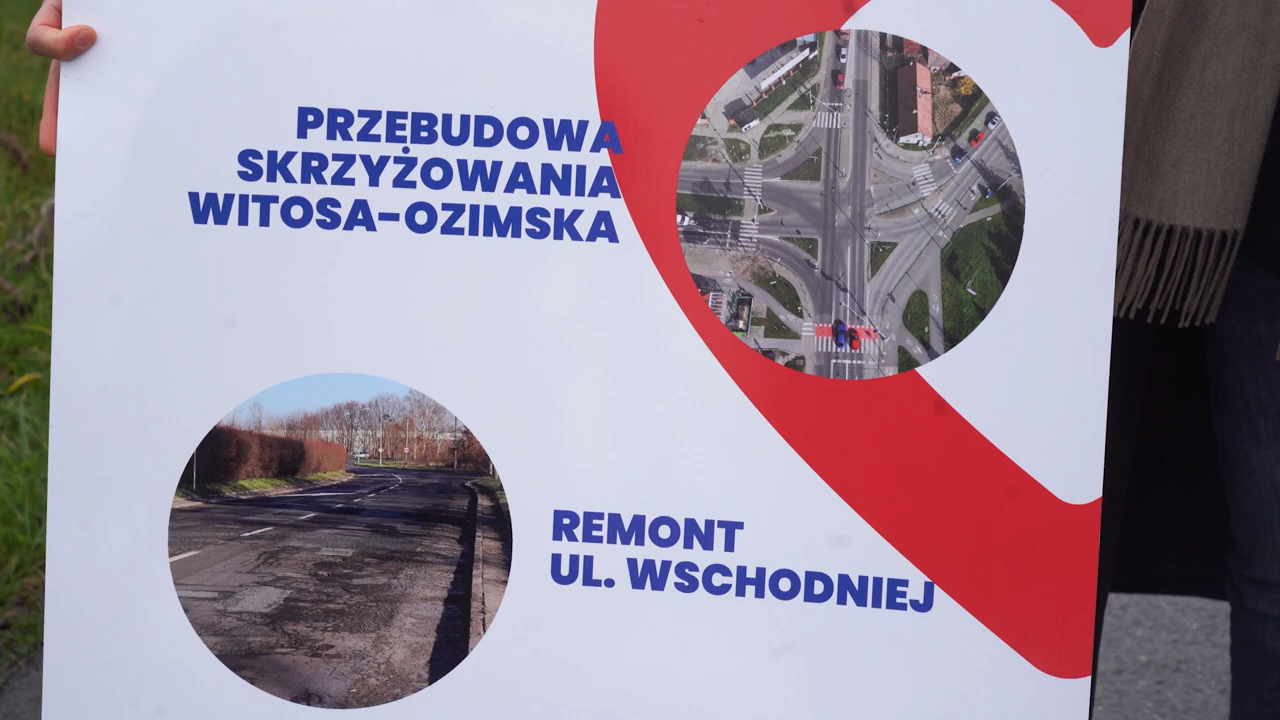 PRZEBUDOWA
SKRZYŻOWANIA
WITOSA-OZIMSKA
REMONT
UL. WSCHODNIEJ